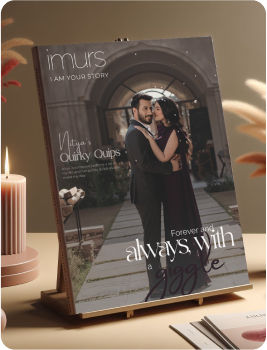 imurs
I AM YOUR STORY
Nitya's
Quirky Quips
Forever and
always, with
a giggle